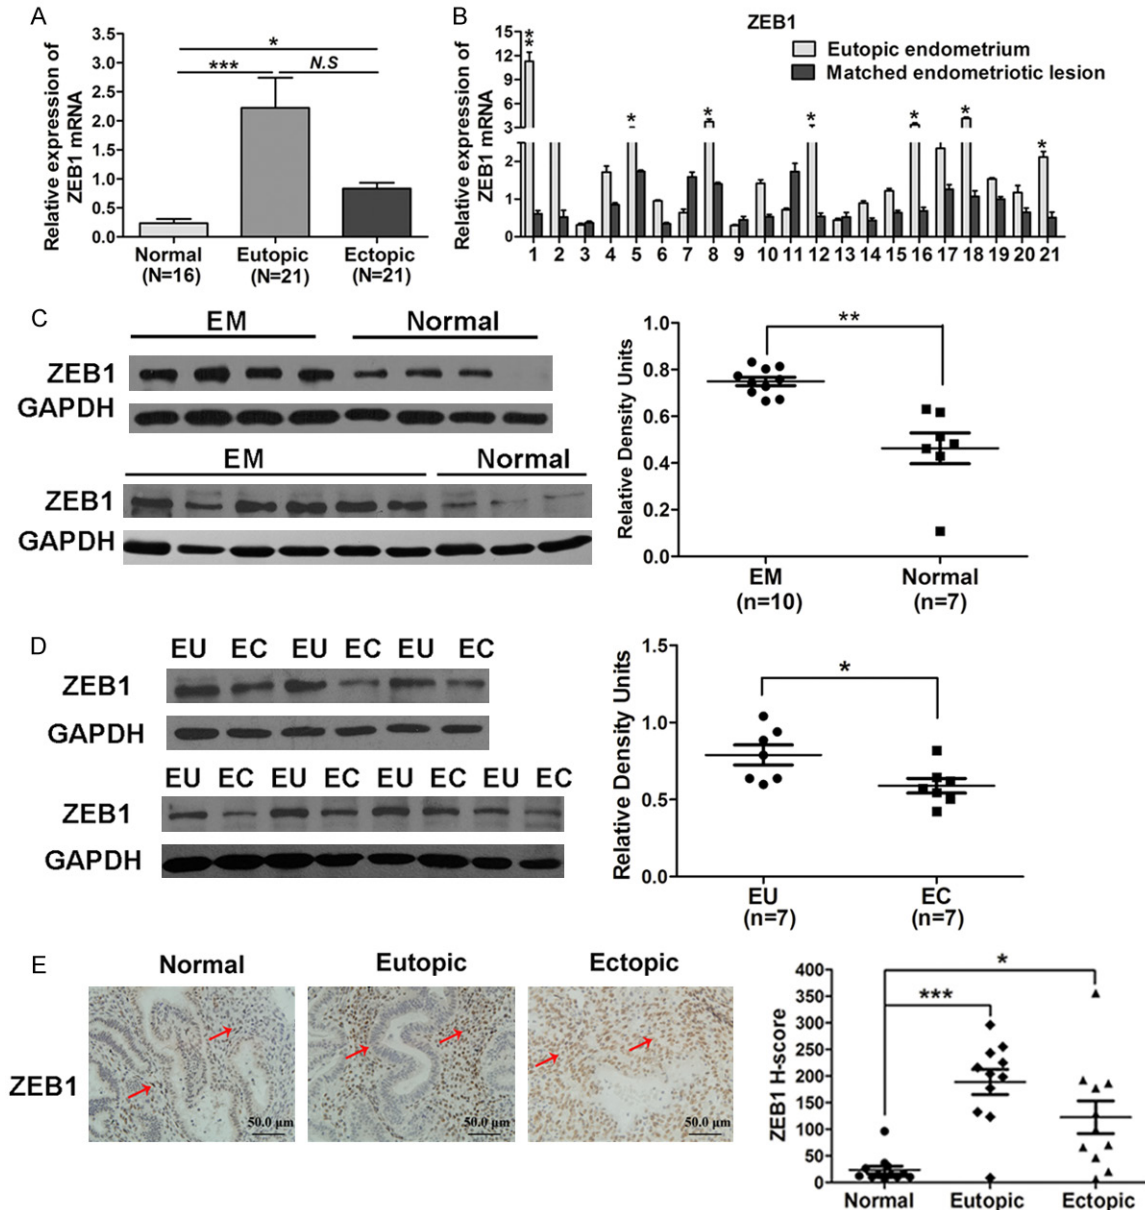 A
Relative expression of
ZEB1 mRNA
3.0
2.5
2.0
1.5
1.0
0.5
0.0
*
***
N.S
Normal
(N=16)
Eutopic
(N=21)
Ectopic
(N=21)
B
Relative expression of
ZEB1 mRNA
15
12
9
6
3
2
1
0
ZEB1
Eutopic endometrium
Matched endometriotic lesion
**
* * * * * *
1 2 3 4 5 6 7 8 9 10 11 12 13 14 15 16 17 18 19 20 21
C
EM Normal
ZEB1
GAPDH
EM Normal
ZEB1
GAPDH
Relative Density Units
1.0
0.8
0.6
0.4
0.2
0.0
**
EM
(n=10)
Normal
(n=7)
D
EU EC EU EC EU EC
ZEB1
GAPDH
EU EC EU EC EU EC EU EC
ZEB1
GAPDH
Relative Density Units
1.5
1.0
0.5
0.0
*
EU
(n=7)
EC
(n=7)
E
Normal Eutopic Ectopic
ZEB1
50.0 μm 50.0 μm 50.0 μm
ZEB1 H-score
400
350
300
250
200
150
100
50
0
*
***
Normal Eutopic Ectopic